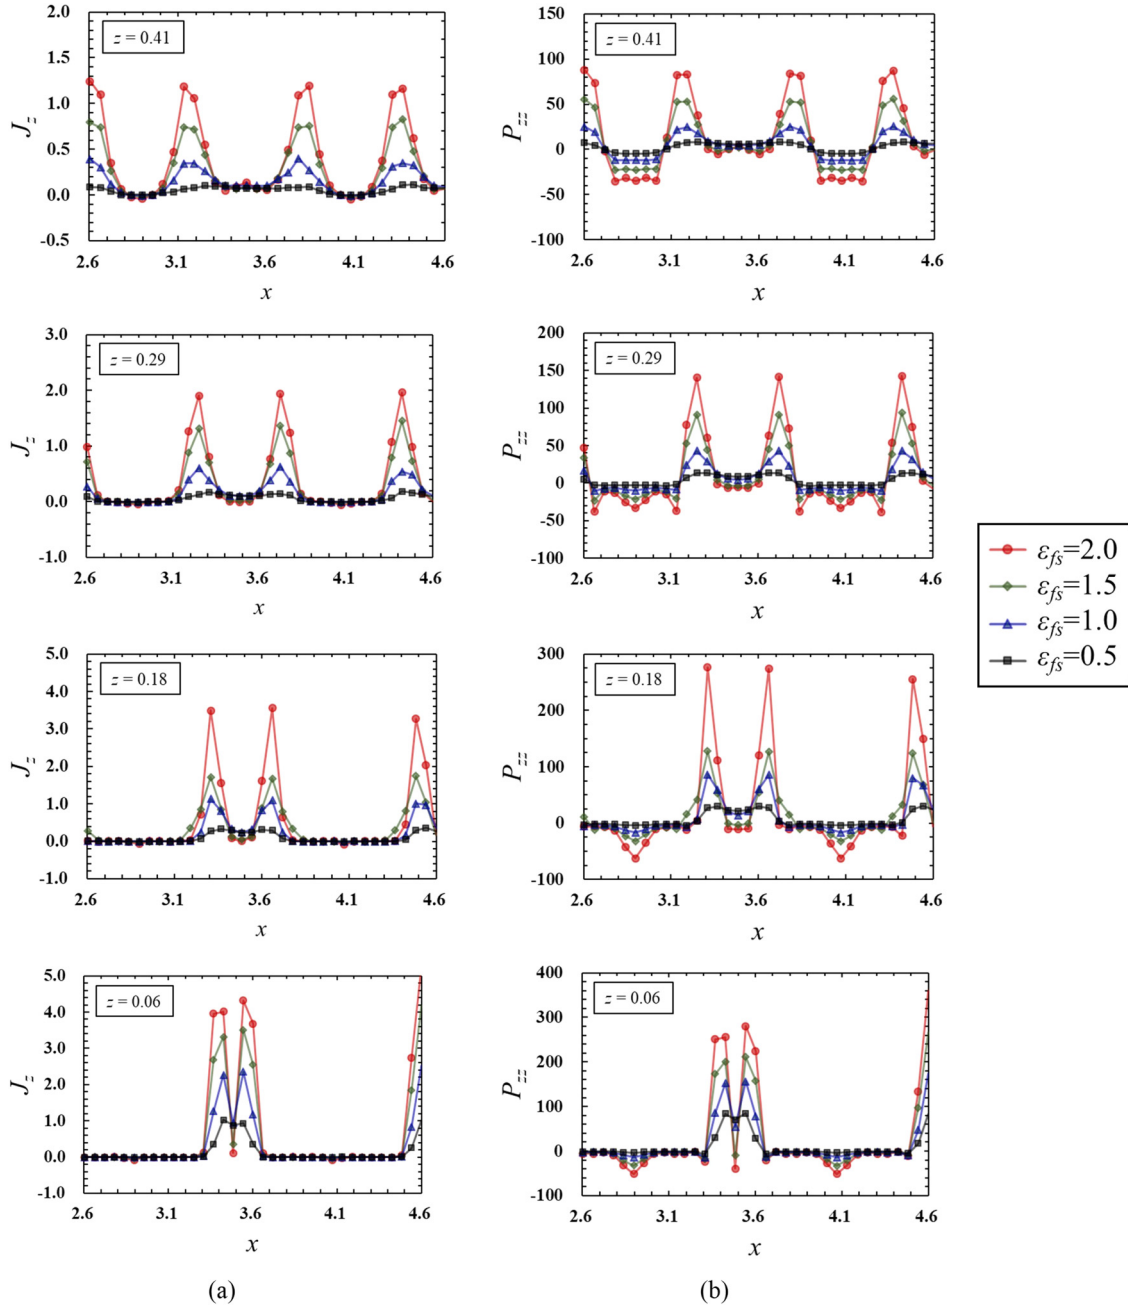 2.0
1.5
1.0
0.5
0.0
-0.5
J_z
z = 0.41
2.6 3.1 3.6 4.1 4.6
x
150
100
50
0
-50
-100
P_zz
z = 0.41
2.6 3.1 3.6 4.1 4.6
x
3.0
2.0
1.0
0.0
-1.0
J_z
z = 0.29
2.6 3.1 3.6 4.1 4.6
x
200
150
100
50
0
-50
-100
P_zz
z = 0.29
2.6 3.1 3.6 4.1 4.6
x
ε_fs=2.0
ε_fs=1.5
ε_fs=1.0
ε_fs=0.5
5.0
4.0
3.0
2.0
1.0
0.0
-1.0
J_z
z = 0.18
2.6 3.1 3.6 4.1 4.6
x
300
200
100
0
-100
P_zz
z = 0.18
2.6 3.1 3.6 4.1 4.6
x
5.0
4.0
3.0
2.0
1.0
0.0
-1.0
J_z
z = 0.06
2.6 3.1 3.6 4.1 4.6
x
400
300
200
100
0
-100
P_zz
z = 0.06
2.6 3.1 3.6 4.1 4.6
x
(a)
(b)